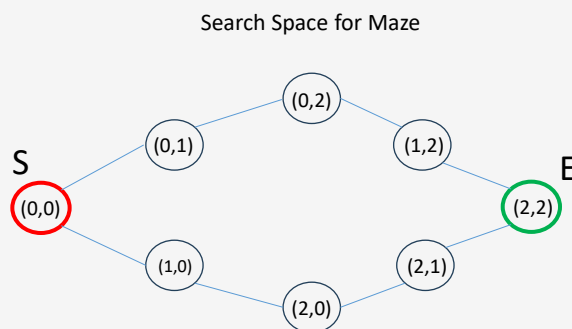 Search Space for Maze
(0,2)
(0,1)
(1,2)
S
E
(0,0)
(2,2)
(1,0)
(2,1)
(2,0)